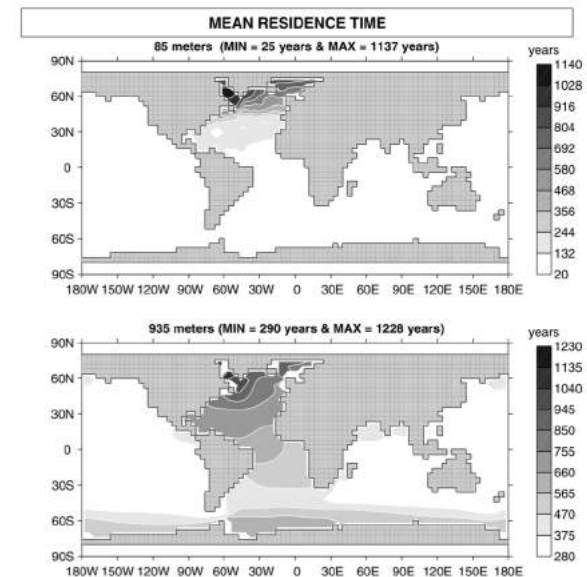 MEAN RESIDENCE TIME
85 meters (MIN = 25 years & MAX = 1137 years)
years
90N
60N
30N
0
30S
60S
90S
180W 150W 120W 90W 60W 30W 0 30E 60E 90E 120E 150E 180E
1140
1028
916
804
692
580
468
356
244
132
20
935 meters (MIN = 290 years & MAX = 1228 years)
years
90N
60N
30N
0
30S
60S
90S
180W 150W 120W 90W 60W 30W 0 30E 60E 90E 120E 150E 180E
1230
1135
1040
945
850
755
660
565
470
375
280